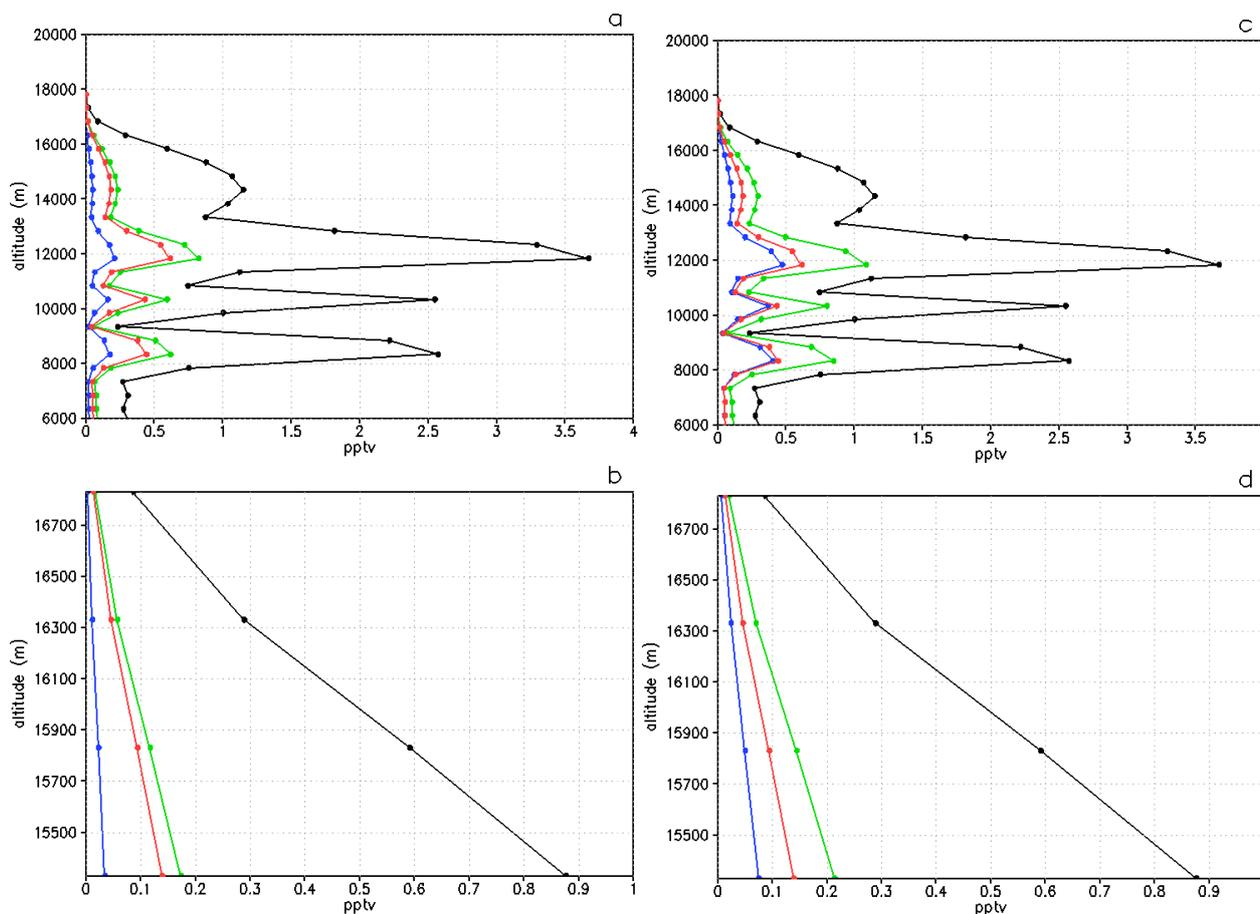 a
20000
18000
16000
14000
12000
10000
8000
6000
altitude (m)
0 0.5 1 1.5 2 2.5 3 3.5 4
pptv
c
20000
18000
16000
14000
12000
10000
8000
6000
altitude (m)
0 0.5 1 1.5 2 2.5 3 3.5
pptv
b
16700
16500
16300
16100
15900
15700
15500
altitude (m)
0 0.1 0.2 0.3 0.4 0.5 0.6 0.7 0.8 0.9 1
pptv
d
16700
16500
16300
16100
15900
15700
15500
altitude (m)
0 0.1 0.2 0.3 0.4 0.5 0.6 0.7 0.8 0.9
pptv